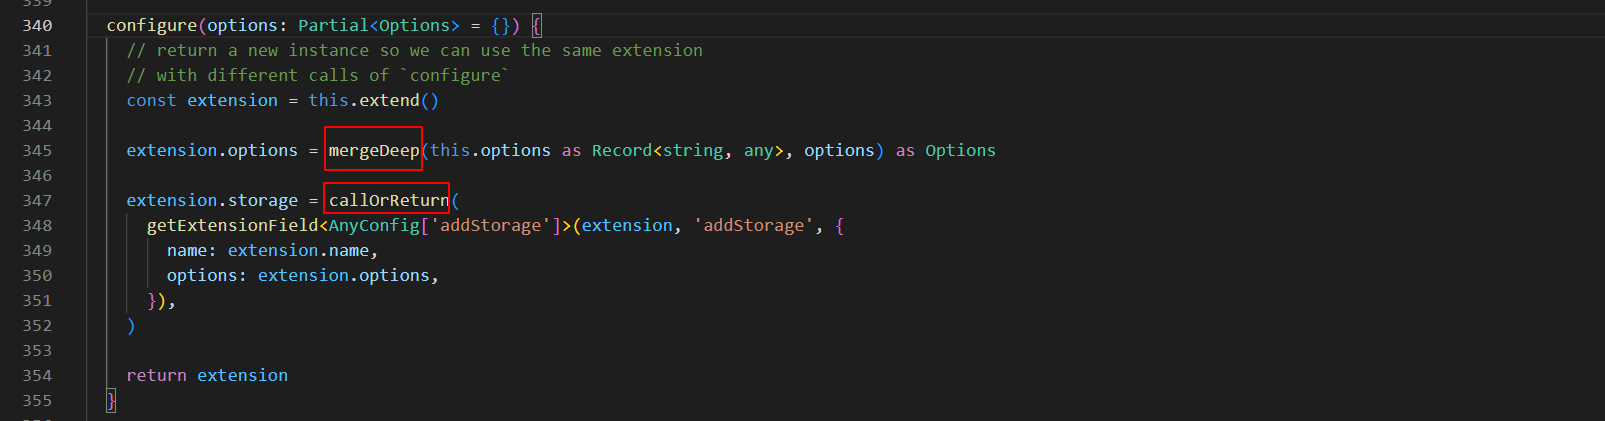 339
340 configure(options: Partial<Options> = {}) {
341 // return a new instance so we can use the same extension
342 // with different calls of `configure`
343 const extension = this.extend()
344
345 extension.options = mergeDeep(this.options as Record<string, any>, options) as Options
346
347 extension.storage = callOrReturn(
348 getExtensionField<AnyConfig['addStorage']>(extension, 'addStorage', {
349 name: extension.name,
350 options: extension.options,
351 }),
352 )
353
354 return extension
355 }